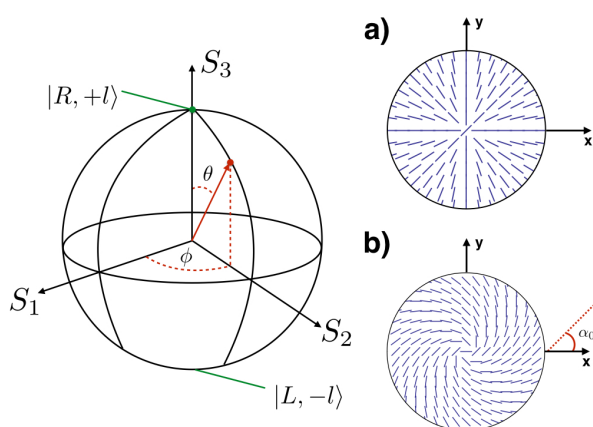 S₃
|R, +l⟩
θ
ϕ
S₁
S₂
|L, −l⟩
a)
y
x
b)
y
α₀
x